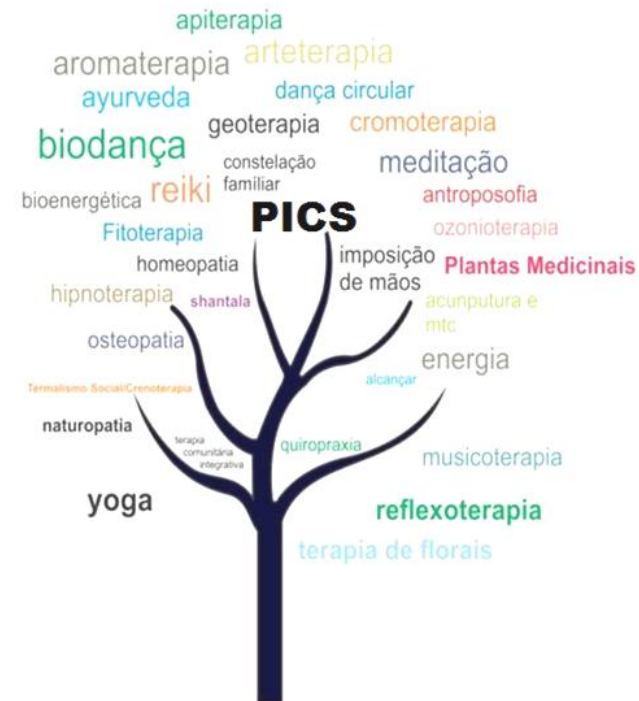 apiterapia
arteterapia
aromaterapia
dança circular
ayurveda
geoterapia
cromoterapia
biodança
constelação
famíliar
meditação
bioenergética
reiki
antroposofia
PICS
ozonioterapia
Fitoterapia
imposição
de mãos
homeopatia
Plantas Medicinais
hipnoterapia
shantala
acunputura e
mtc
osteopatia
energia
alcançar
Termalismo Social/Crenoterapia
naturopatia
terapia
comunitária
integrativa
quiropraxia
musicoterapia
yoga
reflexoterapia
terapia de florais